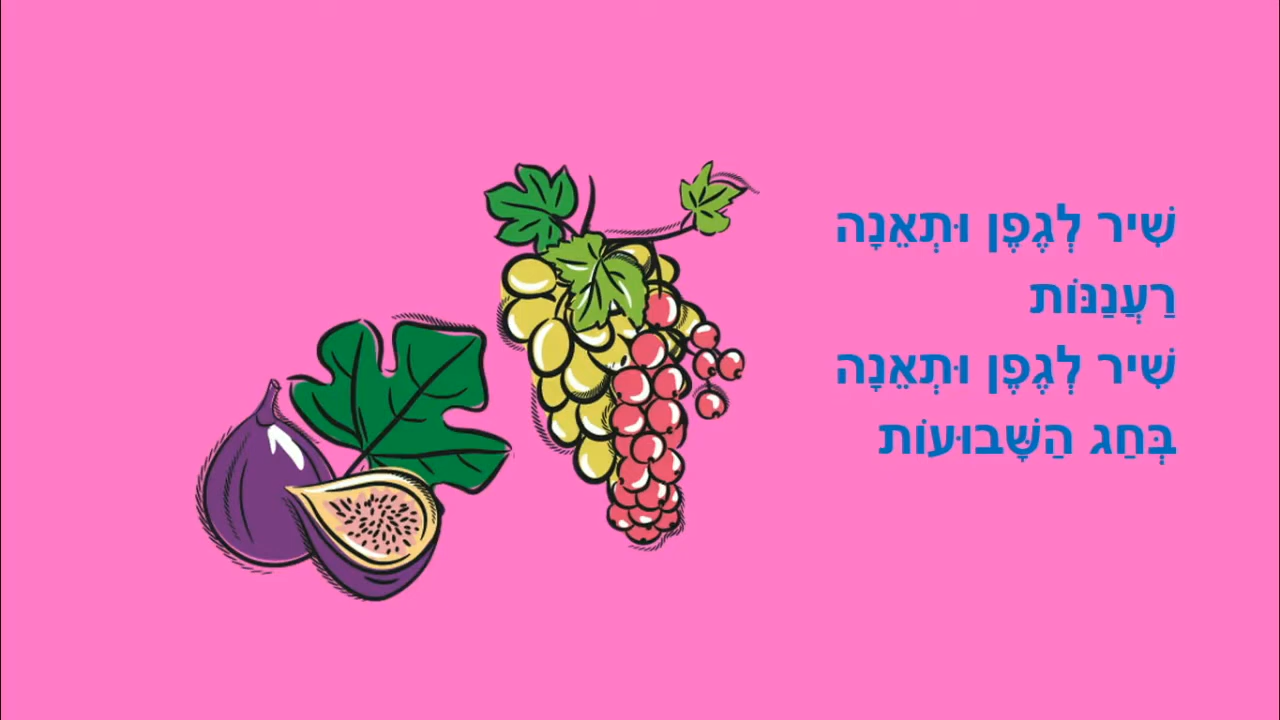 שִׁיר לְגֶפֶן וּתְאֵנָה
רַעֲנַנּוֹת
שִׁיר לְגֶפֶן וּתְאֵנָה
בְּחַג הַשָּׁבוּעוֹת